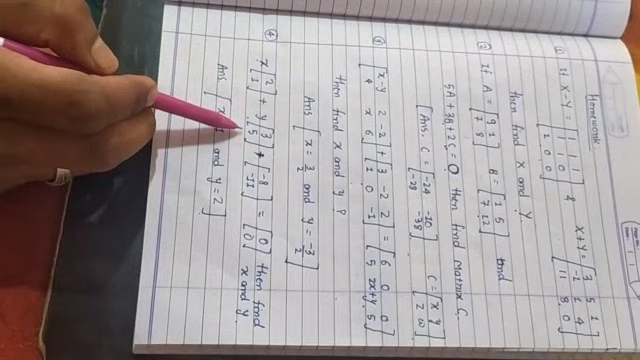 Homework
(1) If X-Y = [1 1 1
1 1 0
1 0 0] & X+Y = [3 5 1
-1 1 4
11 8 0]
then find X and Y
(2) If A = [9 1
7 8] B = [1 5
7 12] and
5A+3B+2C=0 then find matrix C.
[Ans. C = -24 -20
-28 -38] C = [x y
z w]
(3) [x-y 2 -2
4 x 6] + [3 -2 2
1 0 -1] = [6 0 0
5 2x+y 5]
then find x and y?
Ans [x = 3/2 and y = -3/2]
(4) x[2
1] + y[3
5] + [-8
-11] = [0
0] then find
x and y.
Ans [x and y=2]